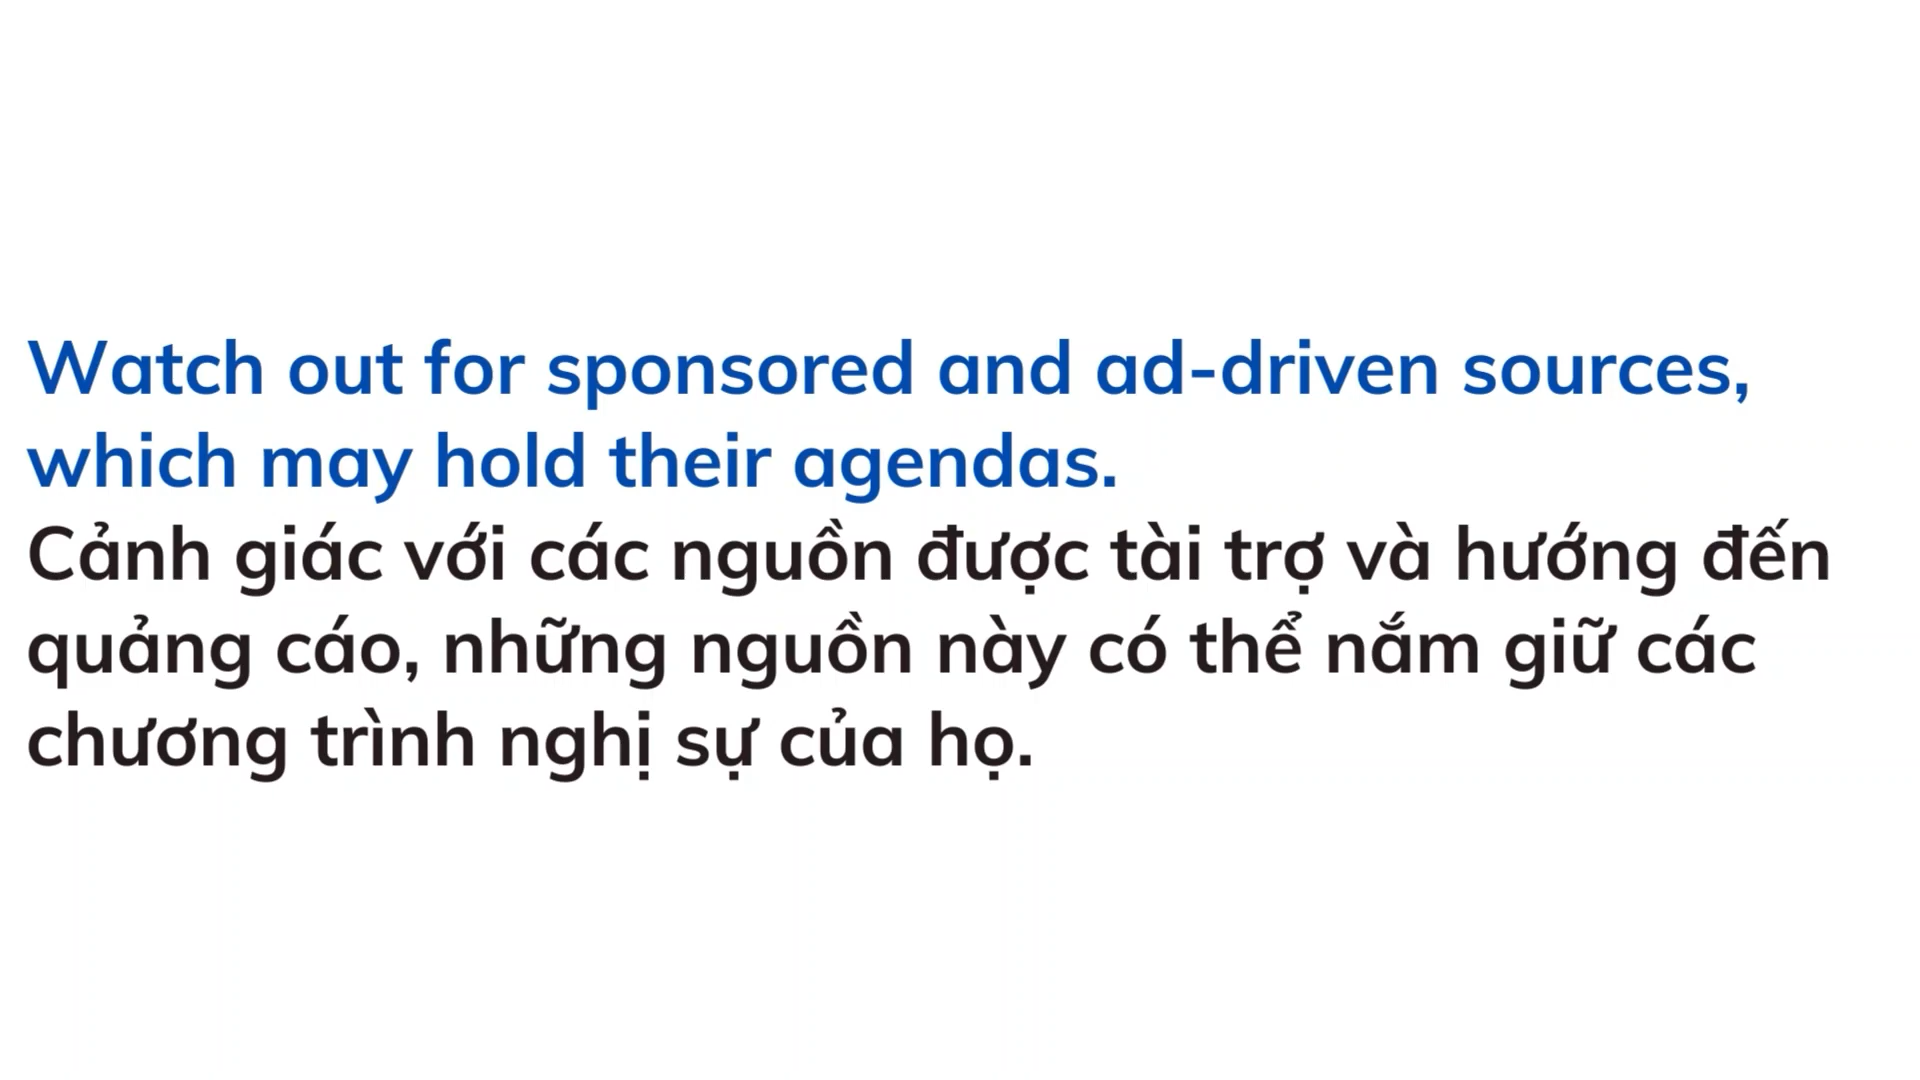 Watch out for sponsored and ad-driven sources,
which may hold their agendas.
Cảnh giác với các nguồn được tài trợ và hướng đến
quảng cáo, những nguồn này có thể nắm giữ các
chương trình nghị sự của họ.